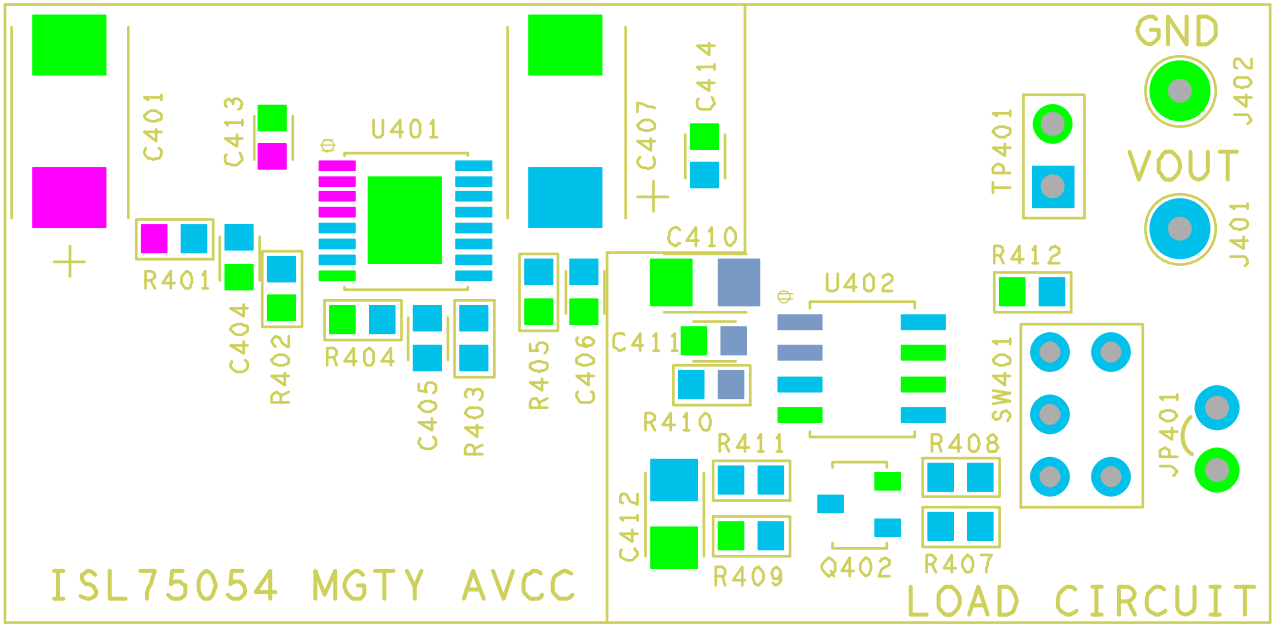 GND
J402
C414
C401
C413
U401
C407
TP401
VOUT
J401
C410
R412
R401
U402
C404
R402
R404
R405
C406
C411
SW401
C405
R403
R410
JP401
R411
R408
C412
R409
Q402
R407
ISL75054 MGTY AVCC
LOAD CIRCUIT